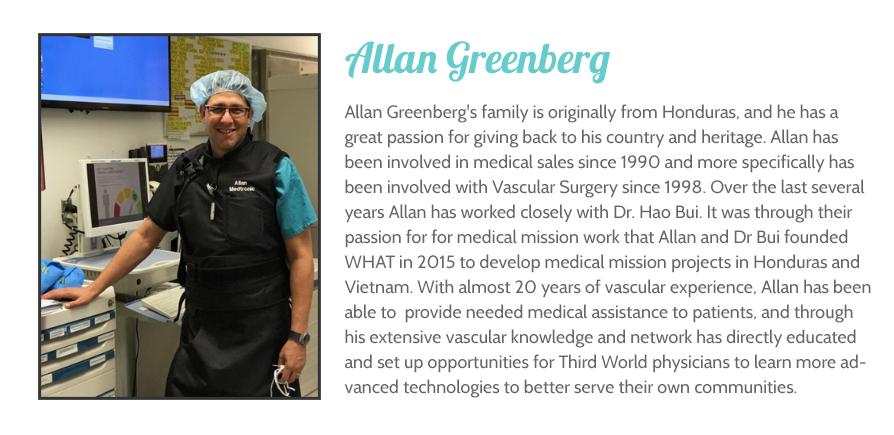 Allan Greenberg
Allan Greenberg's family is originally from Honduras, and he has a
great passion for giving back to his country and heritage. Allan has
been involved in medical sales since 1990 and more specifically has
been involved with Vascular Surgery since 1998. Over the last several
years Allan has worked closely with Dr. Hao Bui. It was through their
passion for for medical mission work that Allan and Dr Bui founded
WHAT in 2015 to develop medical mission projects in Honduras and
Vietnam. With almost 20 years of vascular experience, Allan has been
able to  provide needed medical assistance to patients, and through
his extensive vascular knowledge and network has directly educated
and set up opportunities for Third World physicians to learn more ad-
vanced technologies to better serve their own communities.
Allan
Medtronic